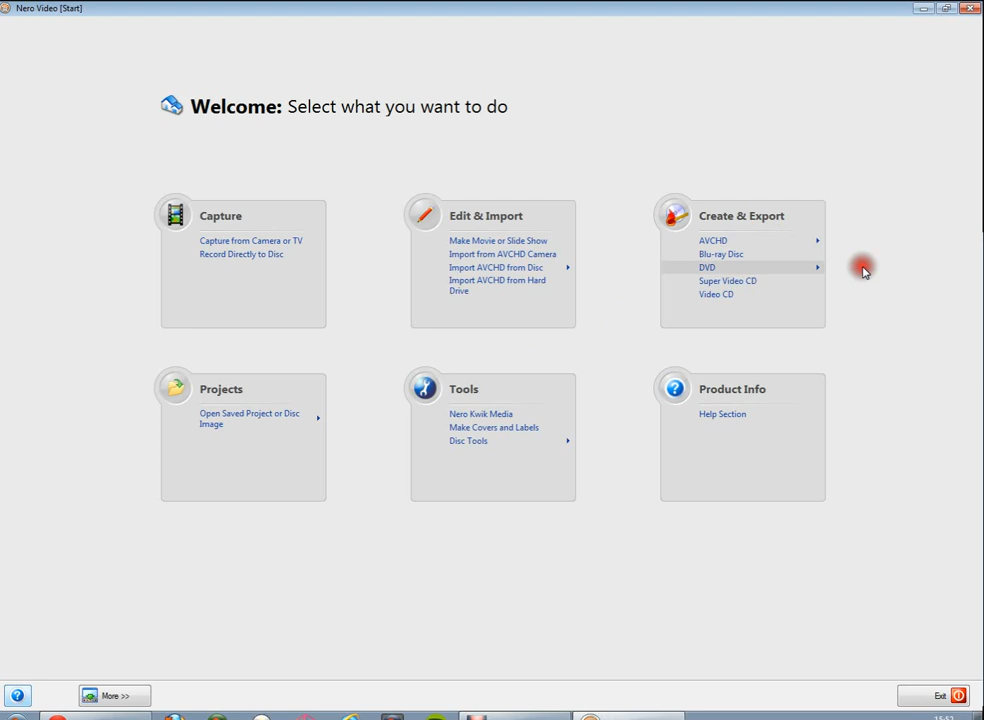 Nero Video [Start]
Welcome: Select what you want to do
Capture
Capture from Camera or TV
Record Directly to Disc
Edit & Import
Make Movie or Slide Show
Import from AVCHD Camera
Import AVCHD from Disc
Import AVCHD from Hard
Drive
Create & Export
AVCHD
Blu-ray Disc
DVD
Super Video CD
Video CD
Projects
Open Saved Project or Disc
Image
Tools
Nero Kwik Media
Make Covers and Labels
Disc Tools
Product Info
Help Section
More >>
Exit
15:52